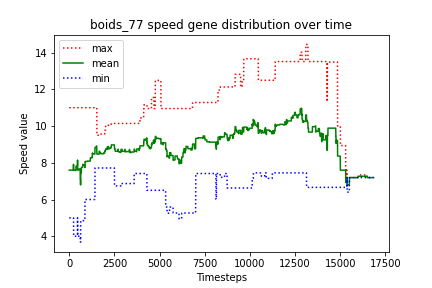 boids_77 speed gene distribution over time
max
mean
min
Speed value
14
12
10
8
6
4
0
2500
5000
7500
10000
12500
15000
17500
Timesteps